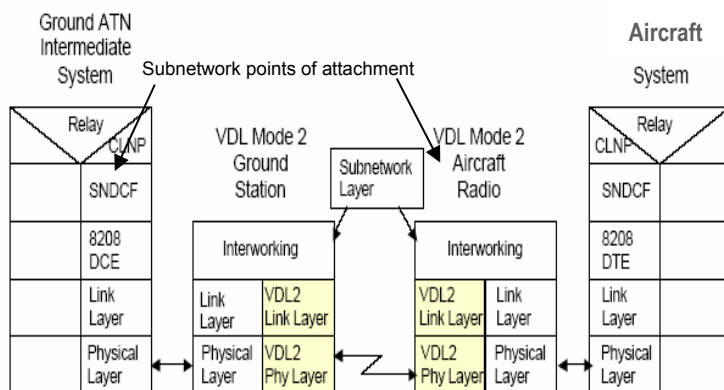 Ground ATN
Intermediate
System
Aircraft
System
Subnetwork points of attachment
Relay
CLNP
SNDCF
8208
DCE
Link
Layer
Physical
Layer
VDL Mode 2
Ground
Station
Interworking
Link
Layer
VDL2
Link Layer
Physical
Layer
VDL2
Phy Layer
Subnetwork
Layer
VDL Mode 2
Aircraft
Radio
Interworking
VDL2
Link Layer
Link
Layer
VDL2
Phy Layer
Physical
Layer
Relay
CLNP
SNDCF
8208
DTE
Link
Layer
Physical
Layer